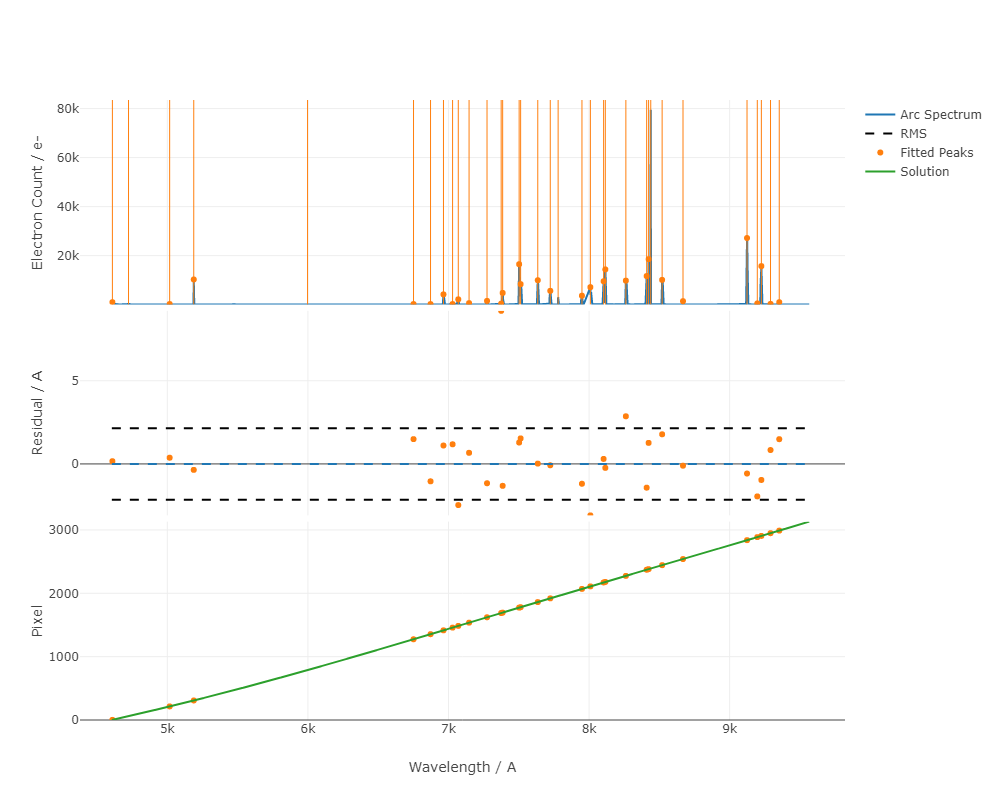 80k
60k
40k
20k
Electron Count / e-
Arc Spectrum
RMS
Fitted Peaks
Solution
5
0
Residual / A
3000
2000
1000
0
Pixel
5k 6k 7k 8k 9k
Wavelength / A